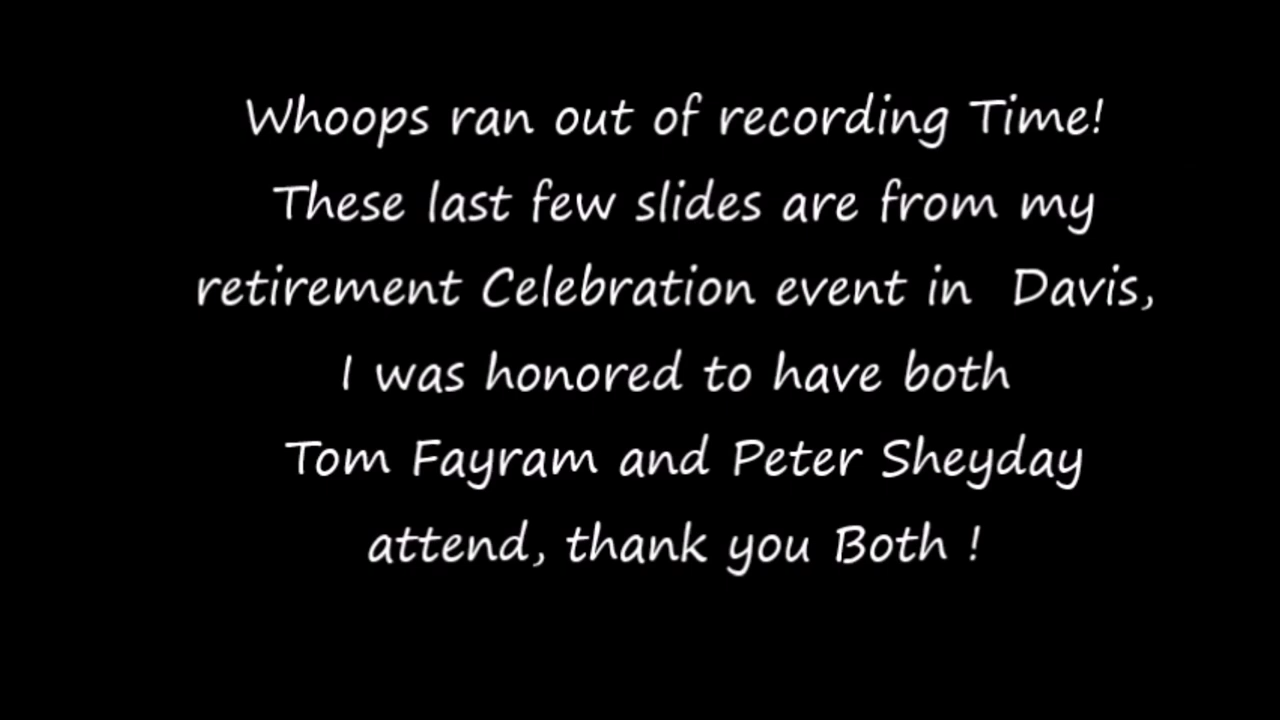 Whoops ran out of recording Time!
These last few slides are from my
retirement Celebration event in Davis,
I was honored to have both
Tom Fayram and Peter Sheyday
attend, thank you Both !